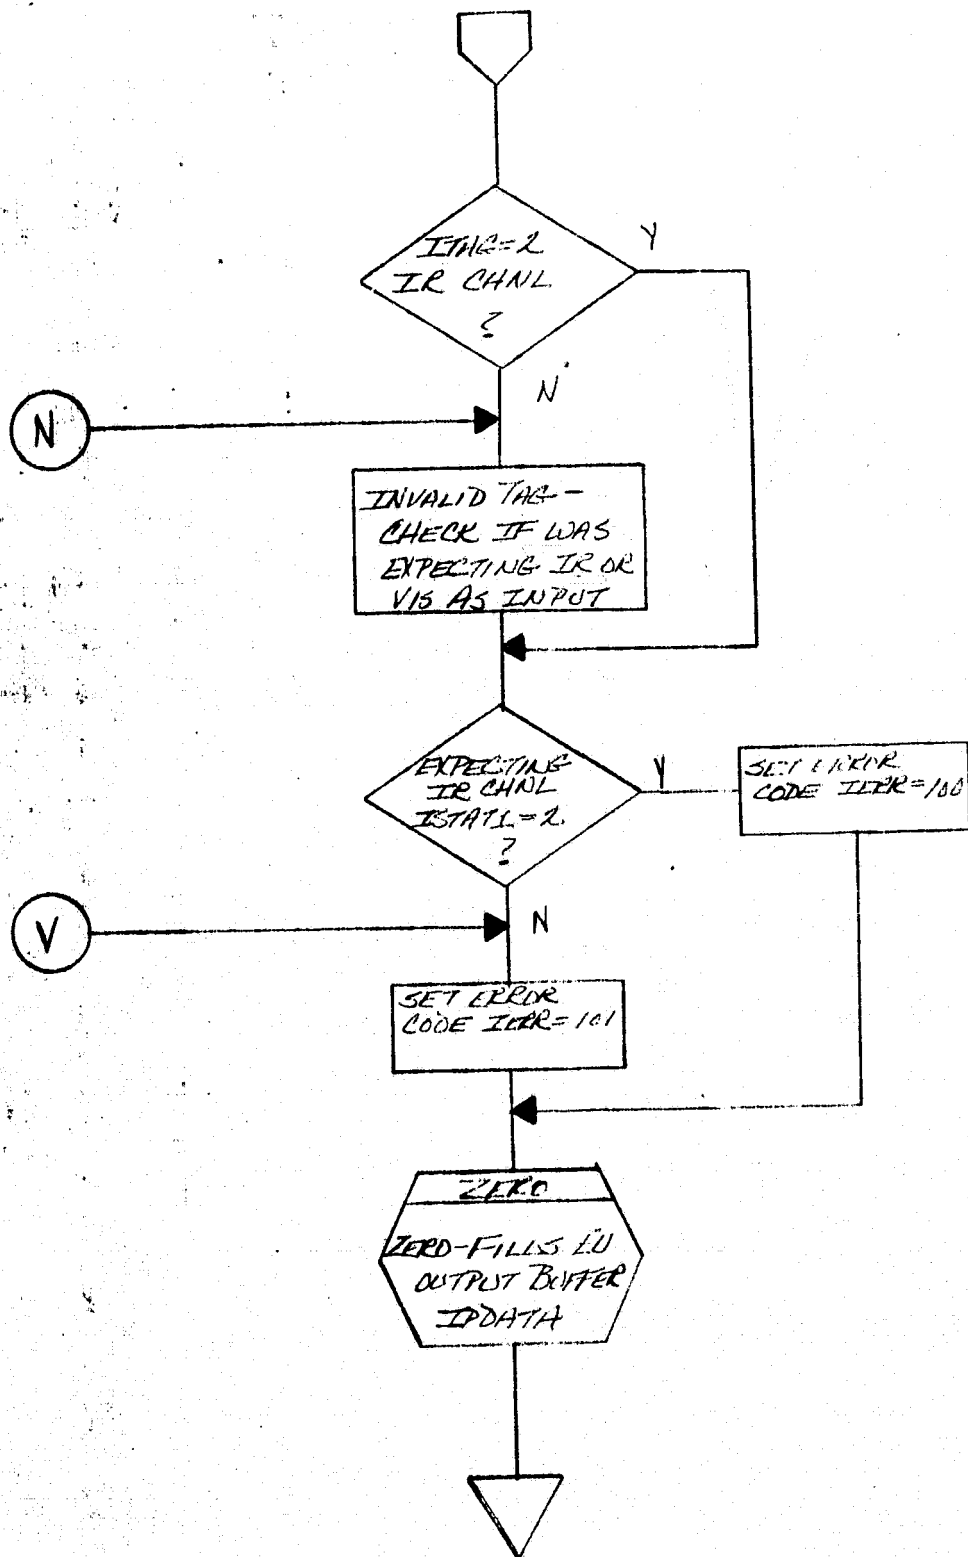 ITAG=2
IR CHNL
?
Y
N
N
INVALID TAG-
CHECK IF WAS
EXPECTING IR OR
VIS AS INPUT
EXPECTING
IR CHNL
ISTAT1=2
?
Y
SET ERROR
CODE IERR=100
V
N
SET ERROR
CODE IERR=101
ZERO
ZERO-FILLS EU
OUTPUT BUFFER
IPDATA